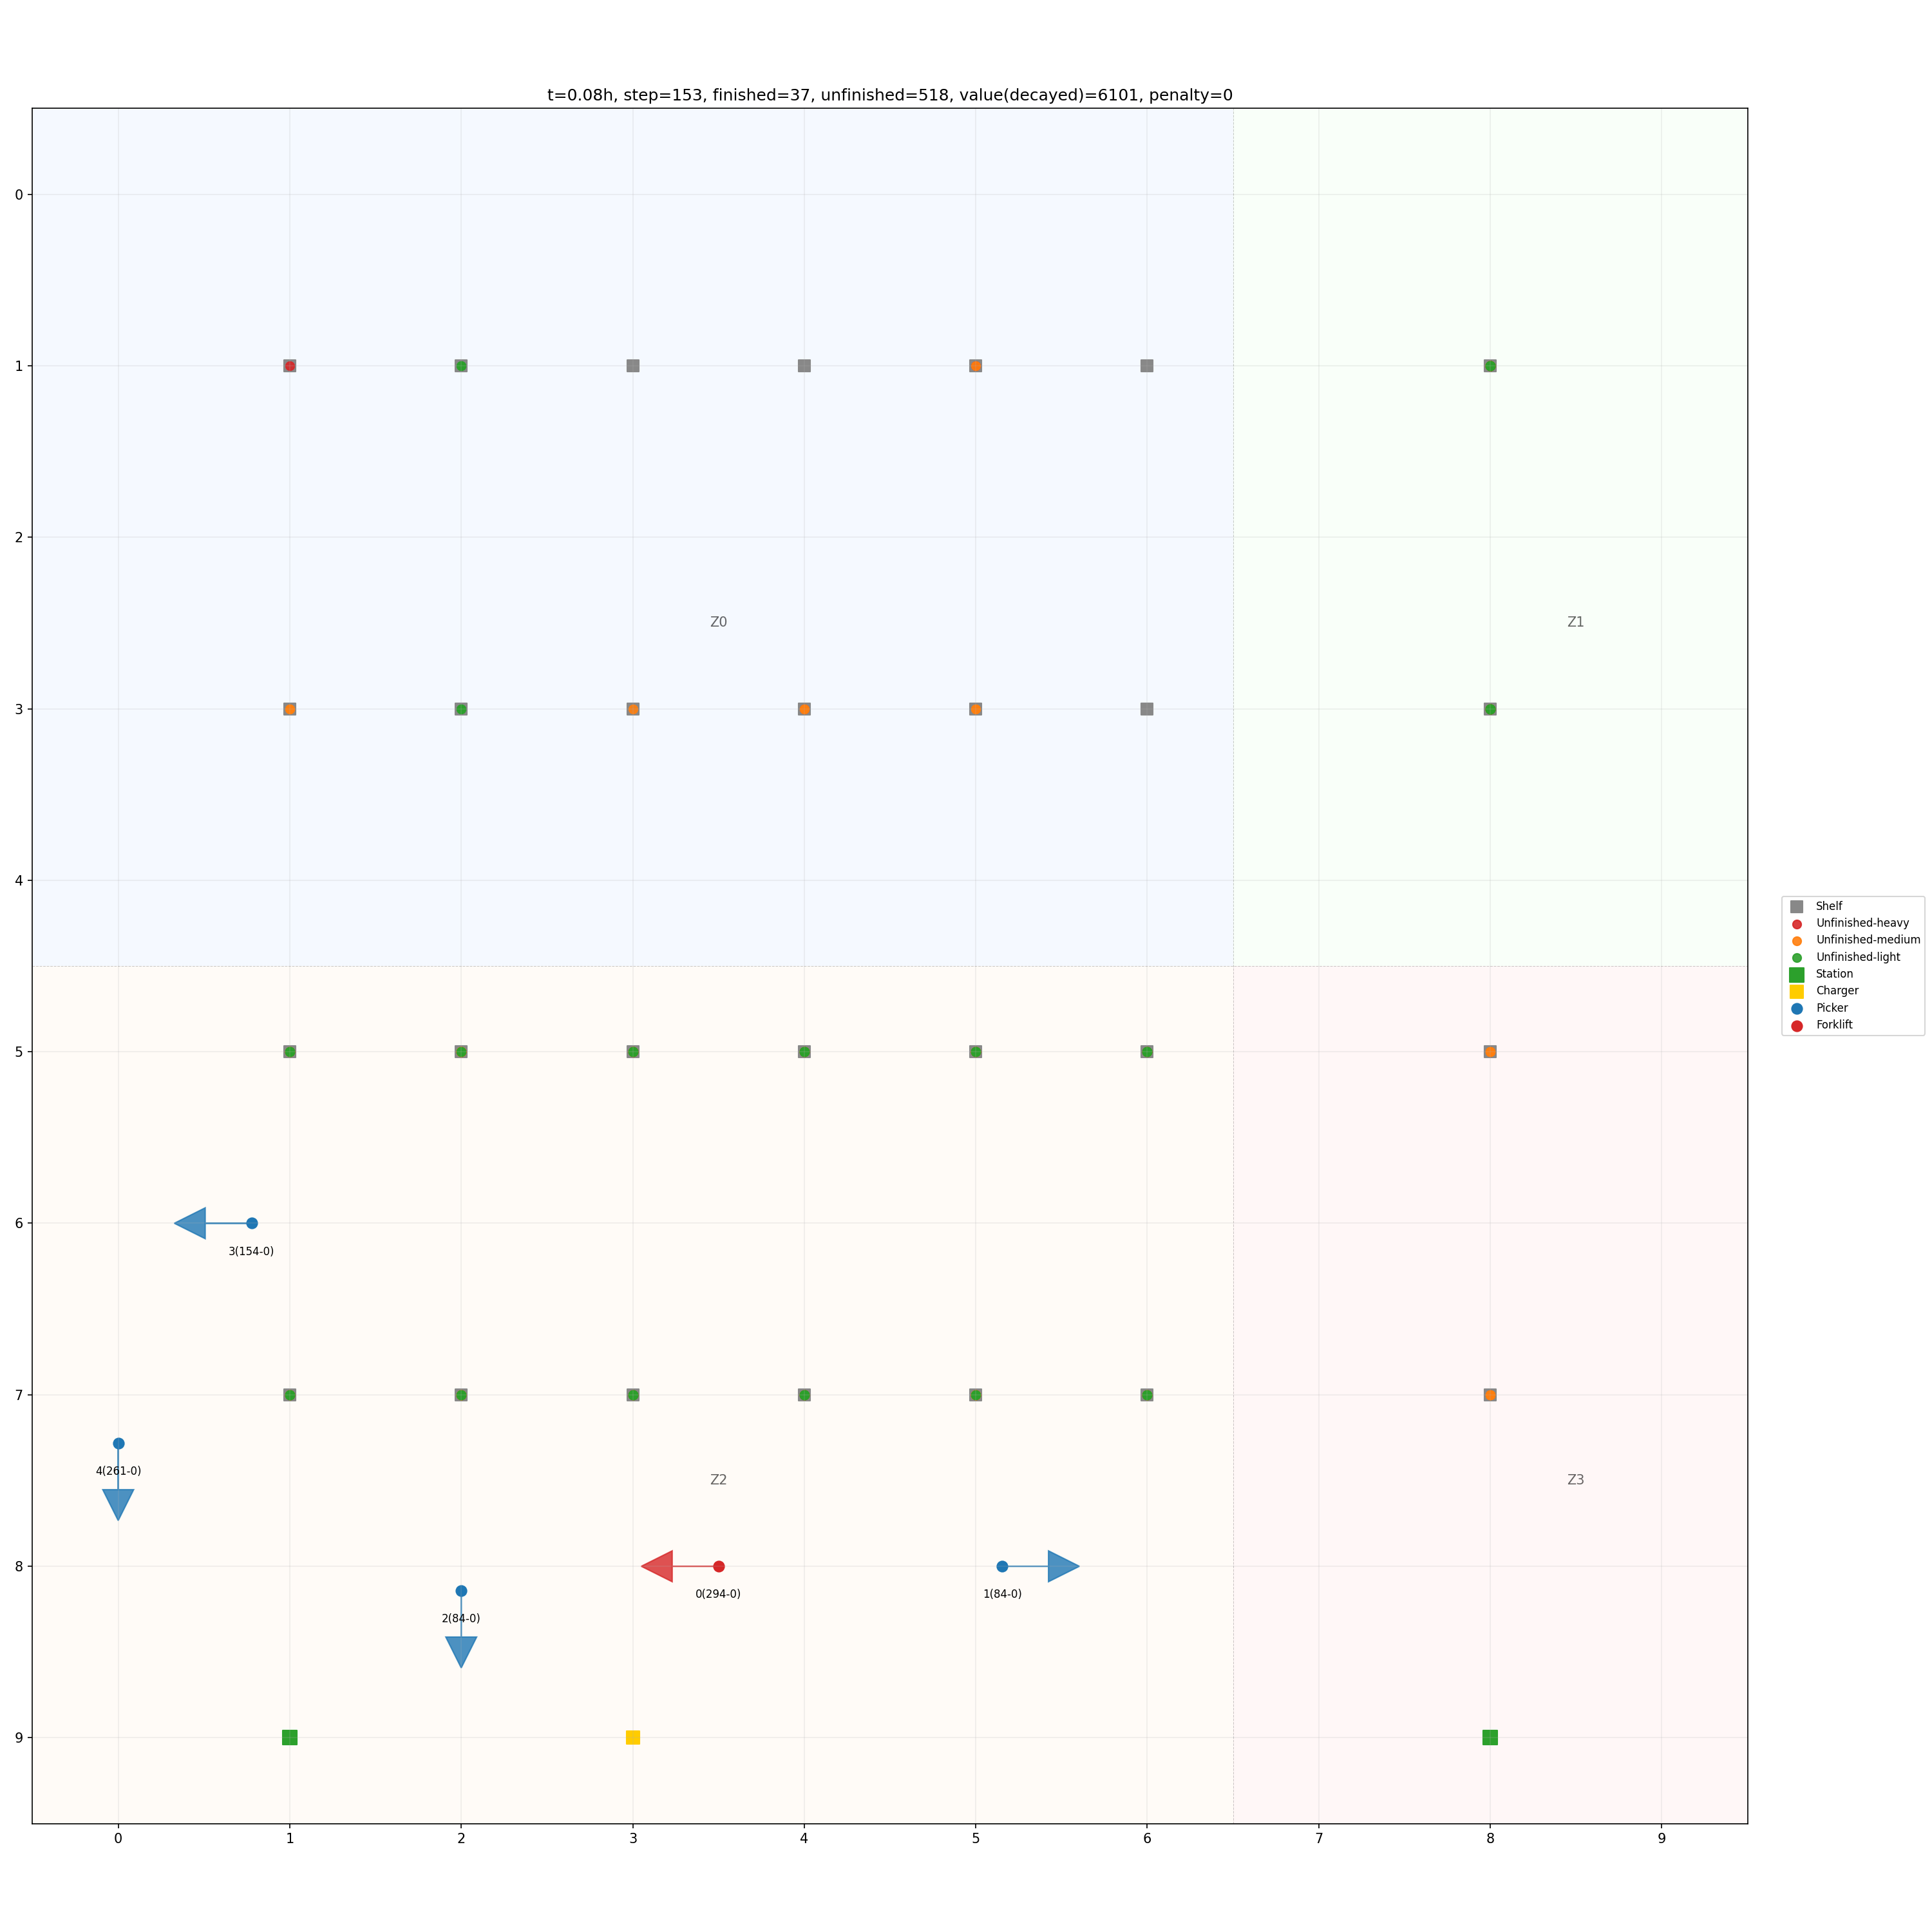 t=0.08h, step=153, finished=37, unfinished=518, value(decayed)=6101, penalty=0
0
1
2
Z0
Z1
3
4
Shelf
Unfinished-heavy
Unfinished-medium
Unfinished-light
Station
Charger
Picker
Forklift
5
6
3(154-0)
7
4(261-0)
Z2
Z3
8
0(294-0)
1(84-0)
2(84-0)
9
0
1
2
3
4
5
6
7
8
9